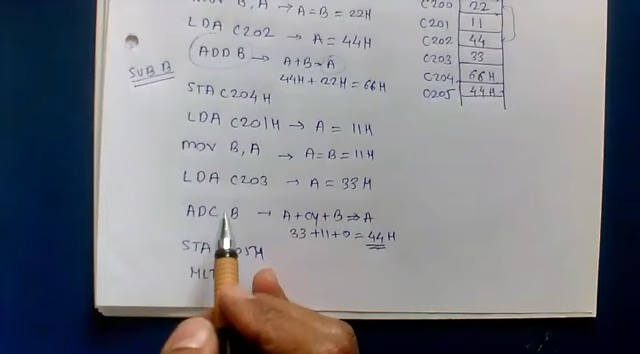 MOV B,A → A=B=22H
LDA C202 → A=44H
ADD B → A+B→A
44H+22H=66H
SUB B
STA C204H
LDA C201H → A = 11H
MOV B,A → A=B=11H
LDA C203 → A=33H
ADC B → A+CY+B⇒A
33+11+0=44H
STA 05H
HLT
C200 22
C201 11
C202 44
C203 33
C204 66H
C205 44H